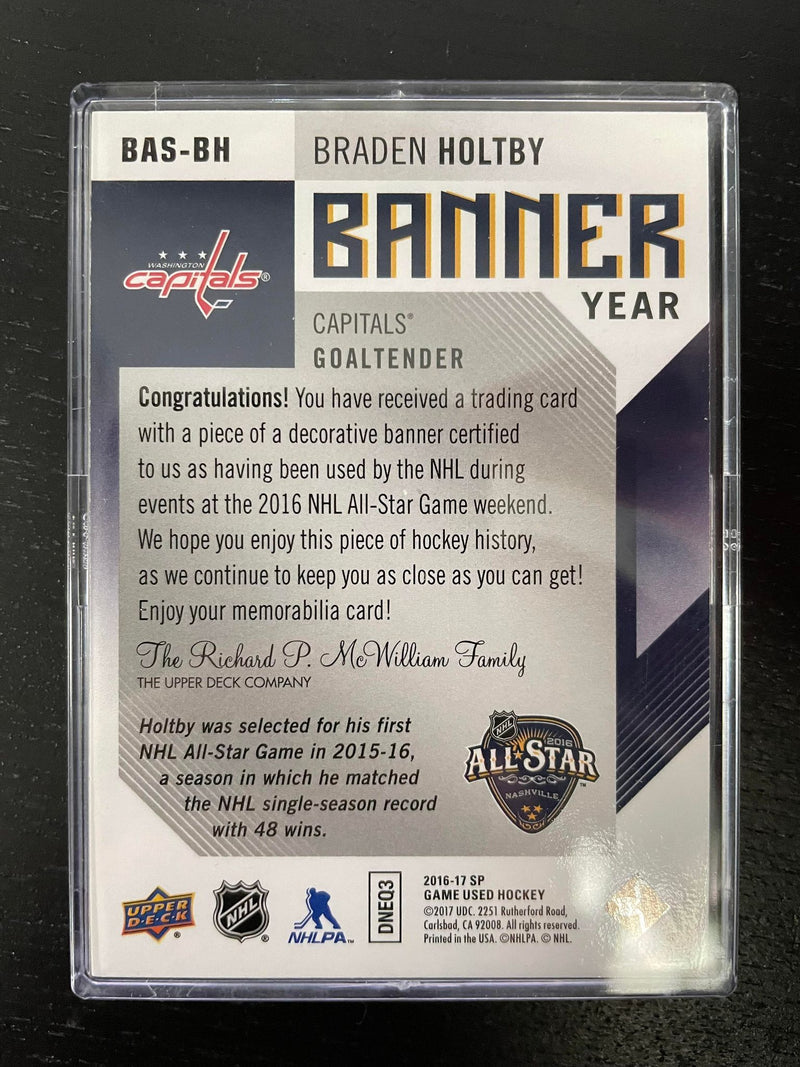 BAS-BH
BRADEN HOLTBY
BANNER
YEAR
WASHINGTON
capitals®
CAPITALS®
GOALTENDER
Congratulations! You have received a trading card
with a piece of a decorative banner certified
to us as having been used by the NHL during
events at the 2016 NHL All-Star Game weekend.
We hope you enjoy this piece of hockey history,
as we continue to keep you as close as you can get!
Enjoy your memorabilia card!
The Richard P. McWilliam Family
THE UPPER DECK COMPANY
Holtby was selected for his first
NHL All-Star Game in 2015-16,
a season in which he matched
the NHL single-season record
with 48 wins.
NHL
2016
ALL★STAR™
NASHVILLE
UPPER
D·E·C·K®
NHL®
NHLPA™
DNEQ3
2016-17 SP
GAME USED HOCKEY
©2017 UDC. 2251 Rutherford Road,
Carlsbad, CA 92008. All rights reserved.
Printed in the USA. ©NHLPA. © NHL.